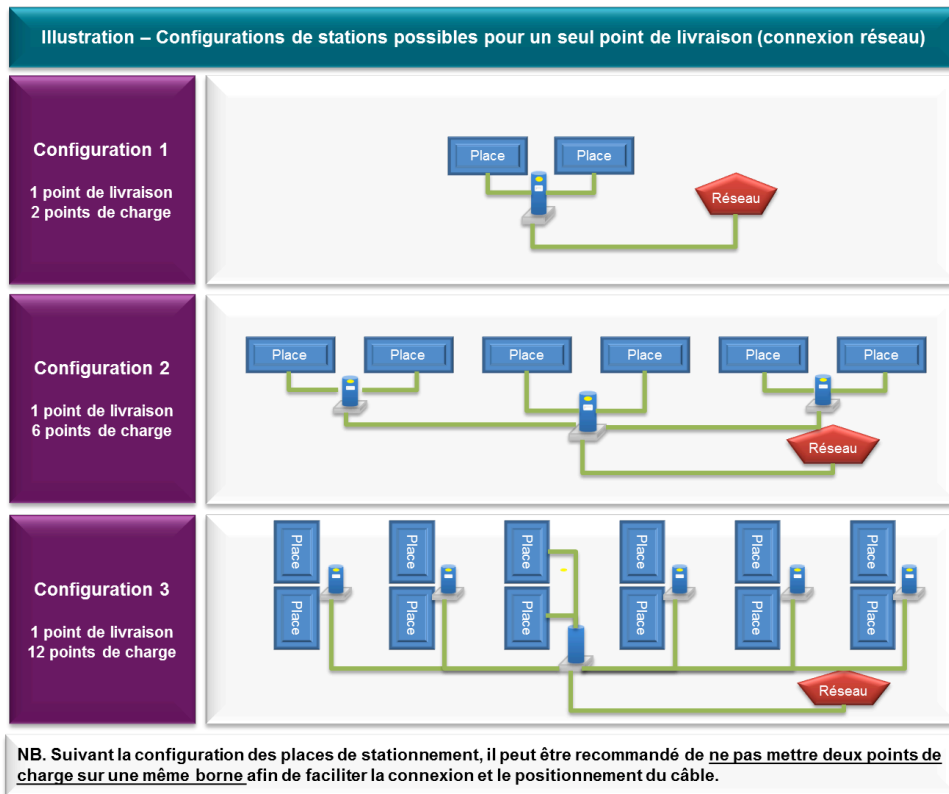 Illustration – Configurations de stations possibles pour un seul point de livraison (connexion réseau)
Configuration 1
1 point de livraison
2 points de charge
Place
Place
Réseau
Configuration 2
1 point de livraison
6 points de charge
Place
Place
Place
Place
Place
Place
Réseau
Configuration 3
1 point de livraison
12 points de charge
Place
Place
Place
Place
Place
Place
Place
Place
Place
Place
Place
Place
Réseau
NB. Suivant la configuration des places de stationnement, il peut être recommandé de ne pas mettre deux points de
charge sur une même borne afin de faciliter la connexion et le positionnement du câble.